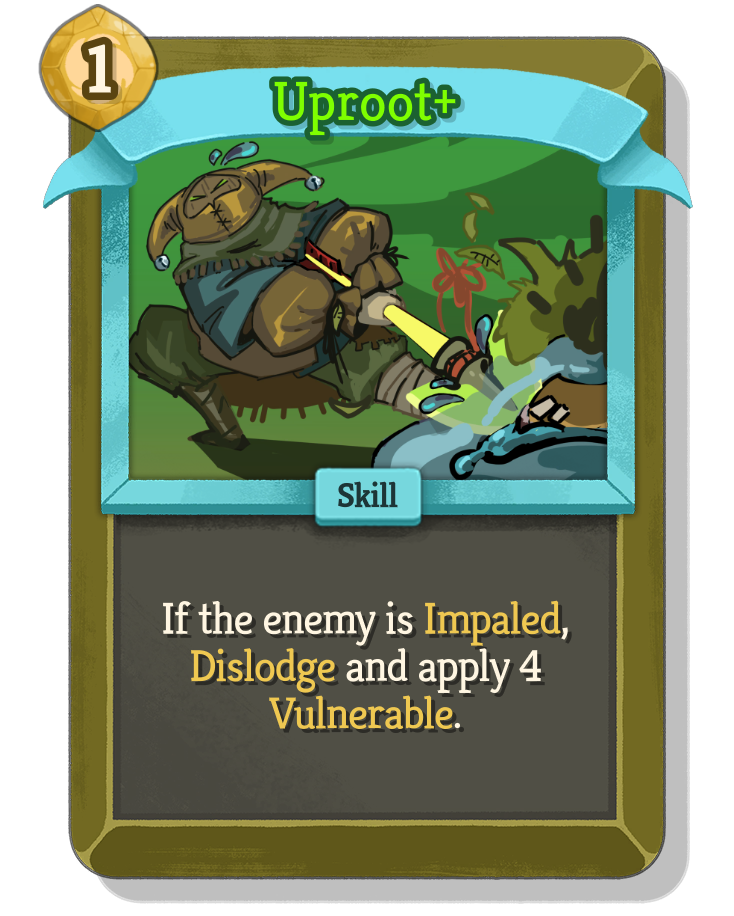 1
Uproot+
Skill
If the enemy is Impaled,
Dislodge and apply 4
Vulnerable.